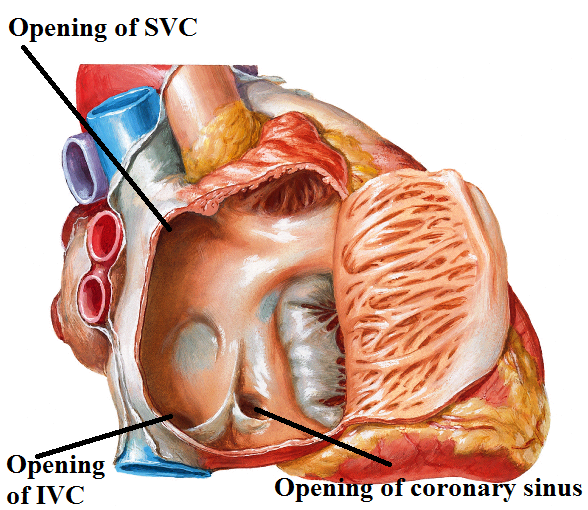 Opening of SVC
Opening
of IVC
Opening of coronary sinus